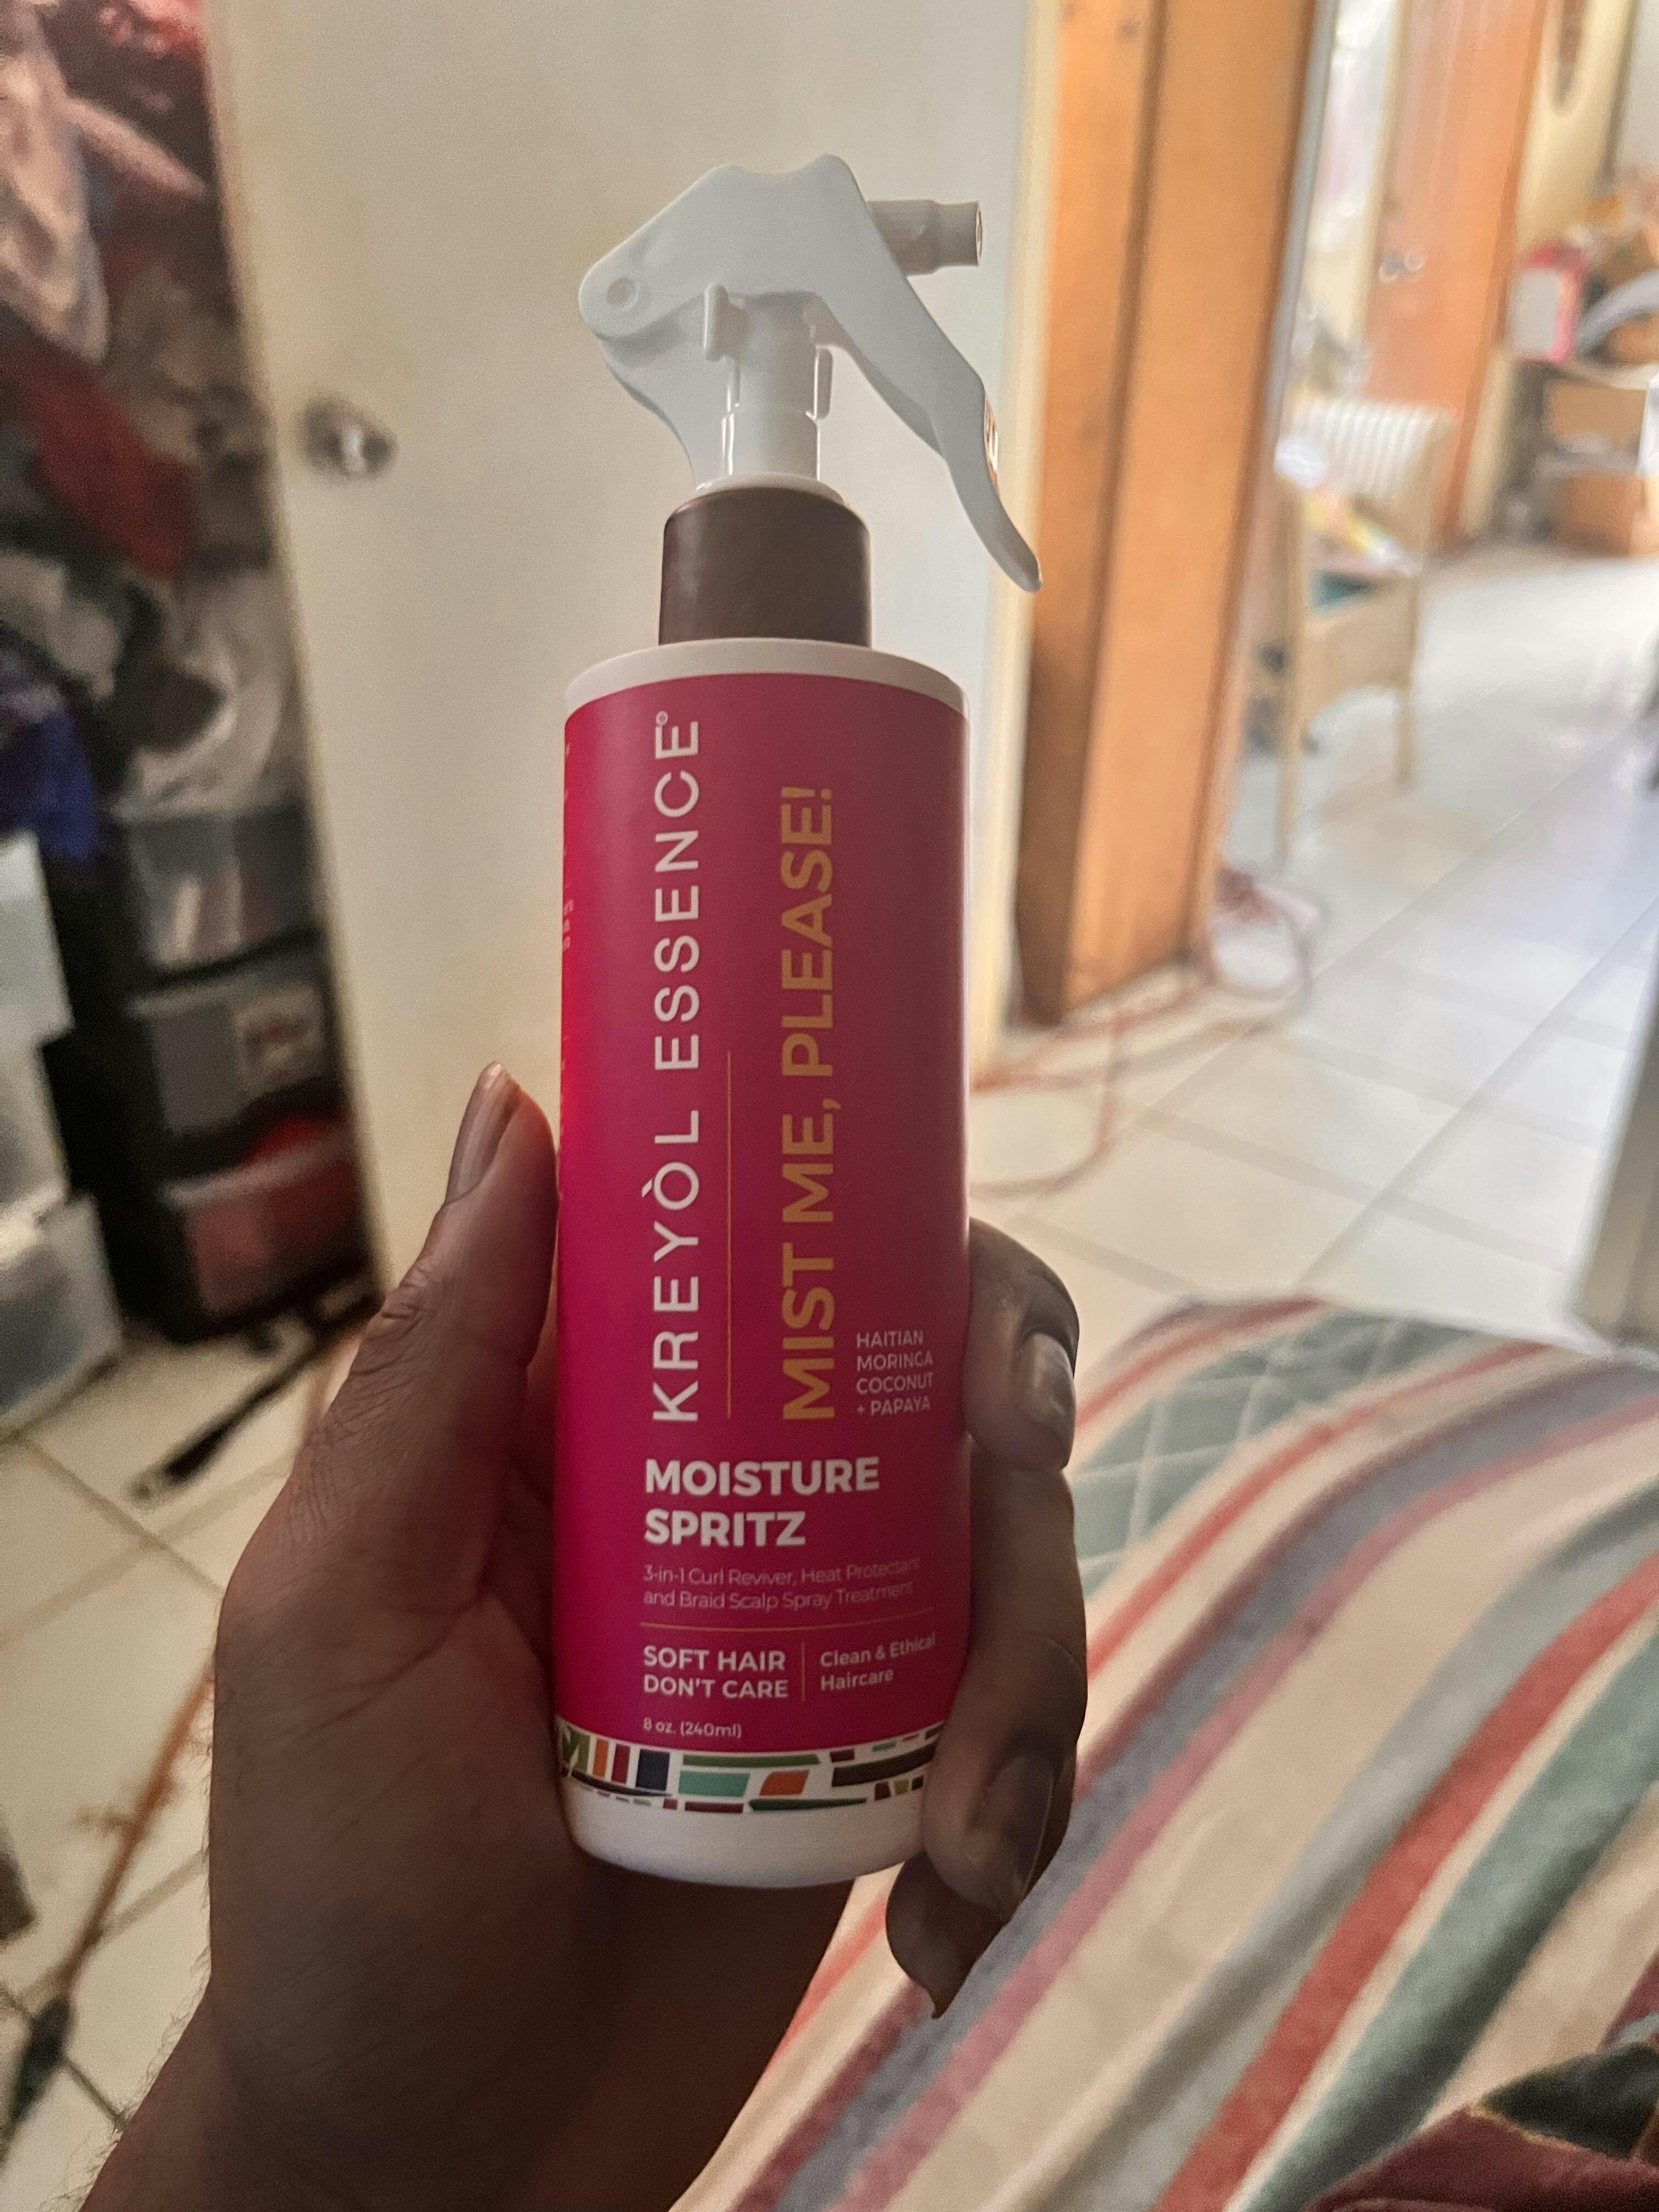 KREYÒL ESSENCE®
MIST ME, PLEASE!
HAITIAN
MORINGA
COCONUT
+ PAPAYA
MOISTURE
SPRITZ
3-in-1 Curl Reviver, Heat Protectant
and Braid Scalp Spray Treatment
SOFT HAIR
DON'T CARE
Clean & Ethical
Haircare
8 oz. (240ml)